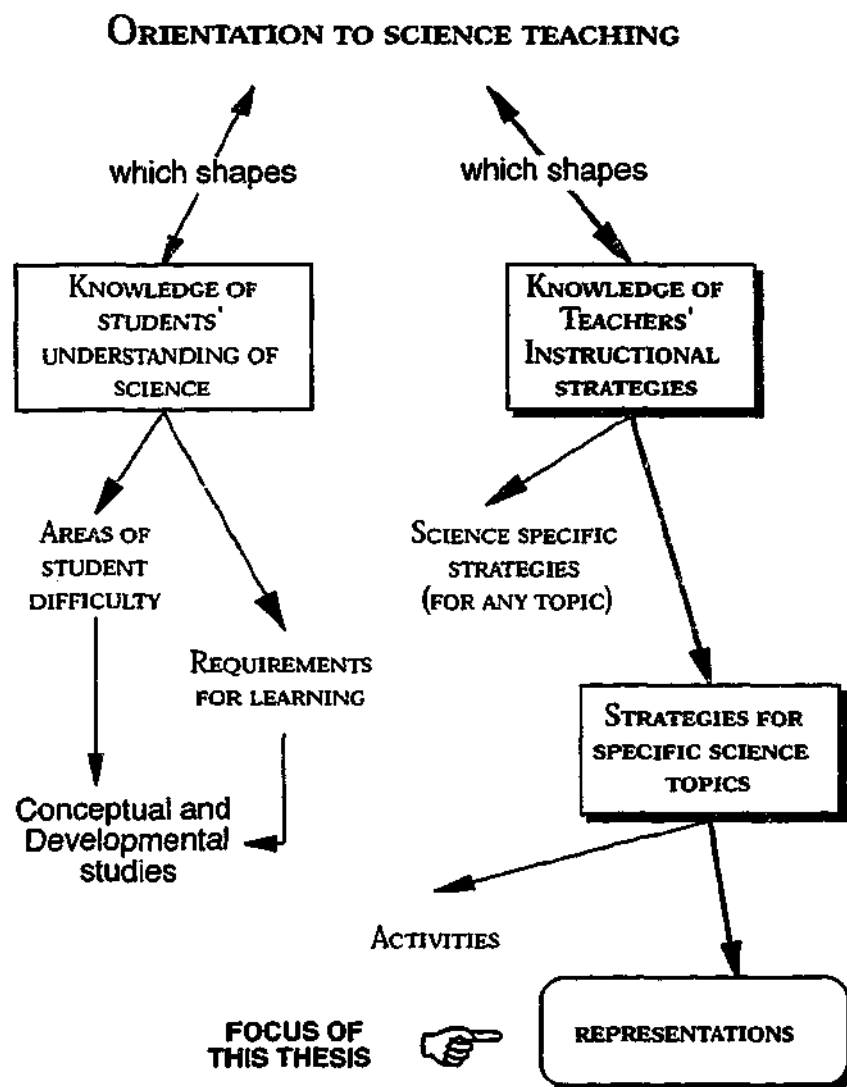 ORIENTATION TO SCIENCE TEACHING
which shapes
which shapes
KNOWLEDGE OF
STUDENTS'
UNDERSTANDING OF
SCIENCE
KNOWLEDGE OF
TEACHERS'
INSTRUCTIONAL
STRATEGIES
AREAS OF
STUDENT
DIFFICULTY
SCIENCE SPECIFIC
STRATEGIES
(FOR ANY TOPIC)
REQUIREMENTS
FOR LEARNING
STRATEGIES FOR
SPECIFIC SCIENCE
TOPICS
Conceptual and
Developmental
studies
ACTIVITIES
FOCUS OF
THIS THESIS
REPRESENTATIONS